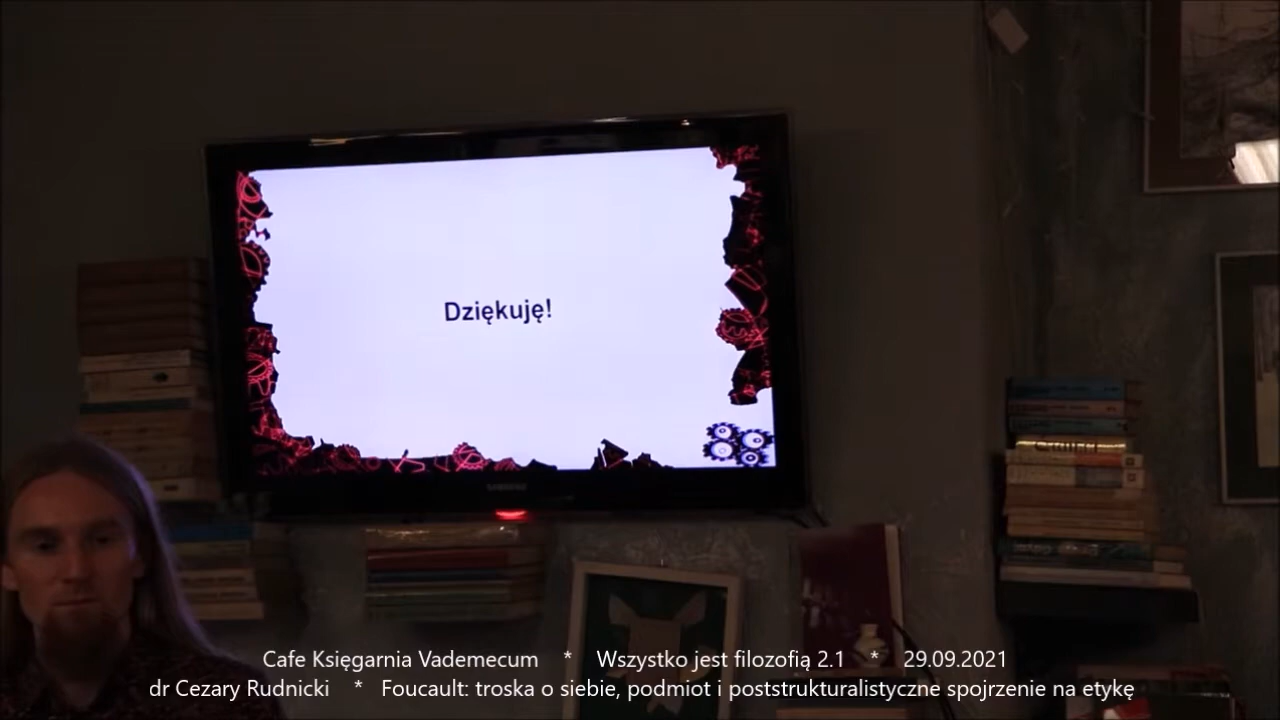 Dziękuję!
SAMSUNG
Cafe Księgarnia Vademecum * Wszystko jest filozofią 2.1 * 29.09.2021
dr Cezary Rudnicki * Foucault: troska o siebie, podmiot i poststrukturalistyczne spojrzenie na etykę